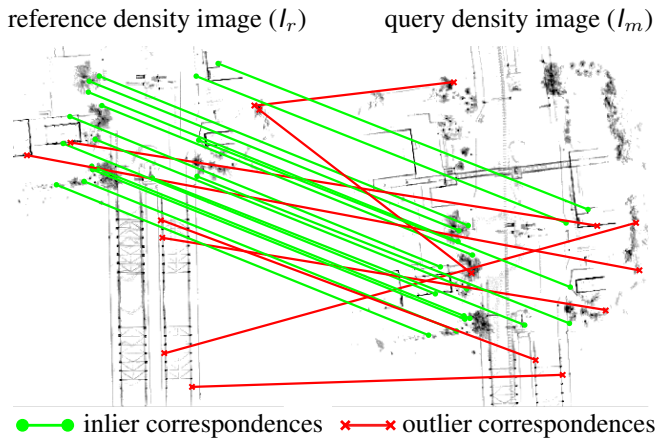 reference density image (I_r)
query density image (I_m)
inlier correspondences
outlier correspondences